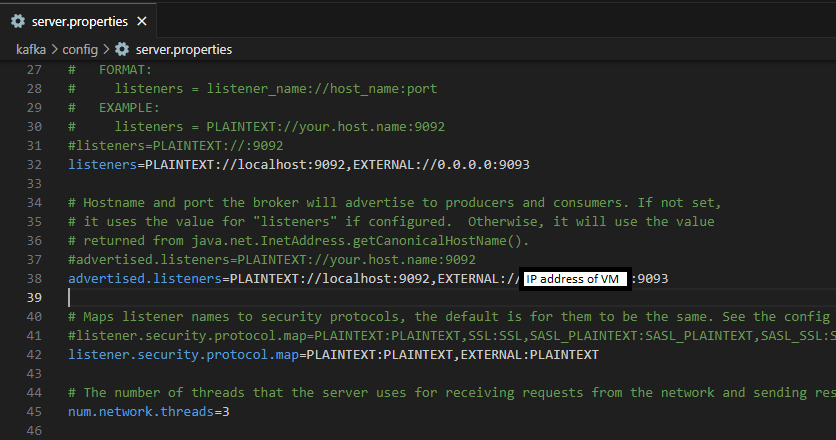 server.properties
kafka > config > server.properties
27 #   FORMAT:
28 #     listeners = listener_name://host_name:port
29 #   EXAMPLE:
30 #     listeners = PLAINTEXT://your.host.name:9092
31 #listeners=PLAINTEXT://:9092
32 listeners=PLAINTEXT://localhost:9092,EXTERNAL://0.0.0.0:9093
33
34 # Hostname and port the broker will advertise to producers and consumers. If not set,
35 # it uses the value for "listeners" if configured.  Otherwise, it will use the value
36 # returned from java.net.InetAddress.getCanonicalHostName().
37 #advertised.listeners=PLAINTEXT://your.host.name:9092
38 advertised.listeners=PLAINTEXT://localhost:9092,EXTERNAL://IP address of VM :9093
39
40 # Maps listener names to security protocols, the default is for them to be the same. See the config
41 #listener.security.protocol.map=PLAINTEXT:PLAINTEXT,SSL:SSL,SASL_PLAINTEXT:SASL_PLAINTEXT,SASL_SSL:S
42 listener.security.protocol.map=PLAINTEXT:PLAINTEXT,EXTERNAL:PLAINTEXT
43
44 # The number of threads that the server uses for receiving requests from the network and sending res
45 num.network.threads=3
46